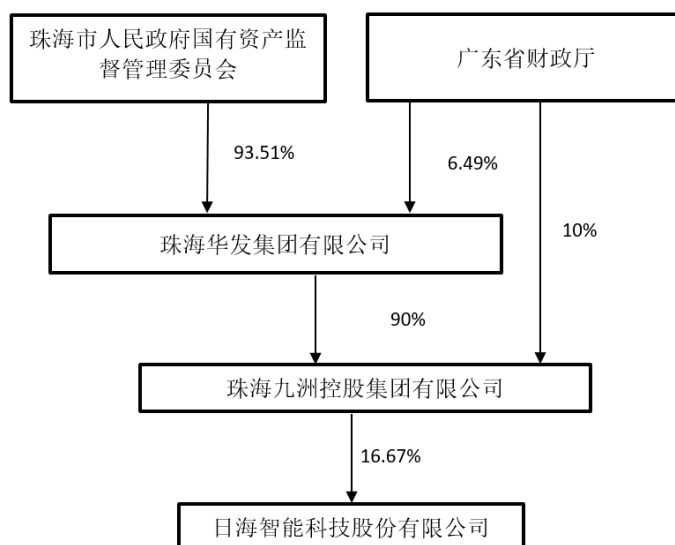 珠海市人民政府国有资产监
督管理委员会
广东省财政厅
93.51%
6.49%
珠海华发集团有限公司
10%
90%
珠海九洲控股集团有限公司
16.67%
日海智能科技股份有限公司